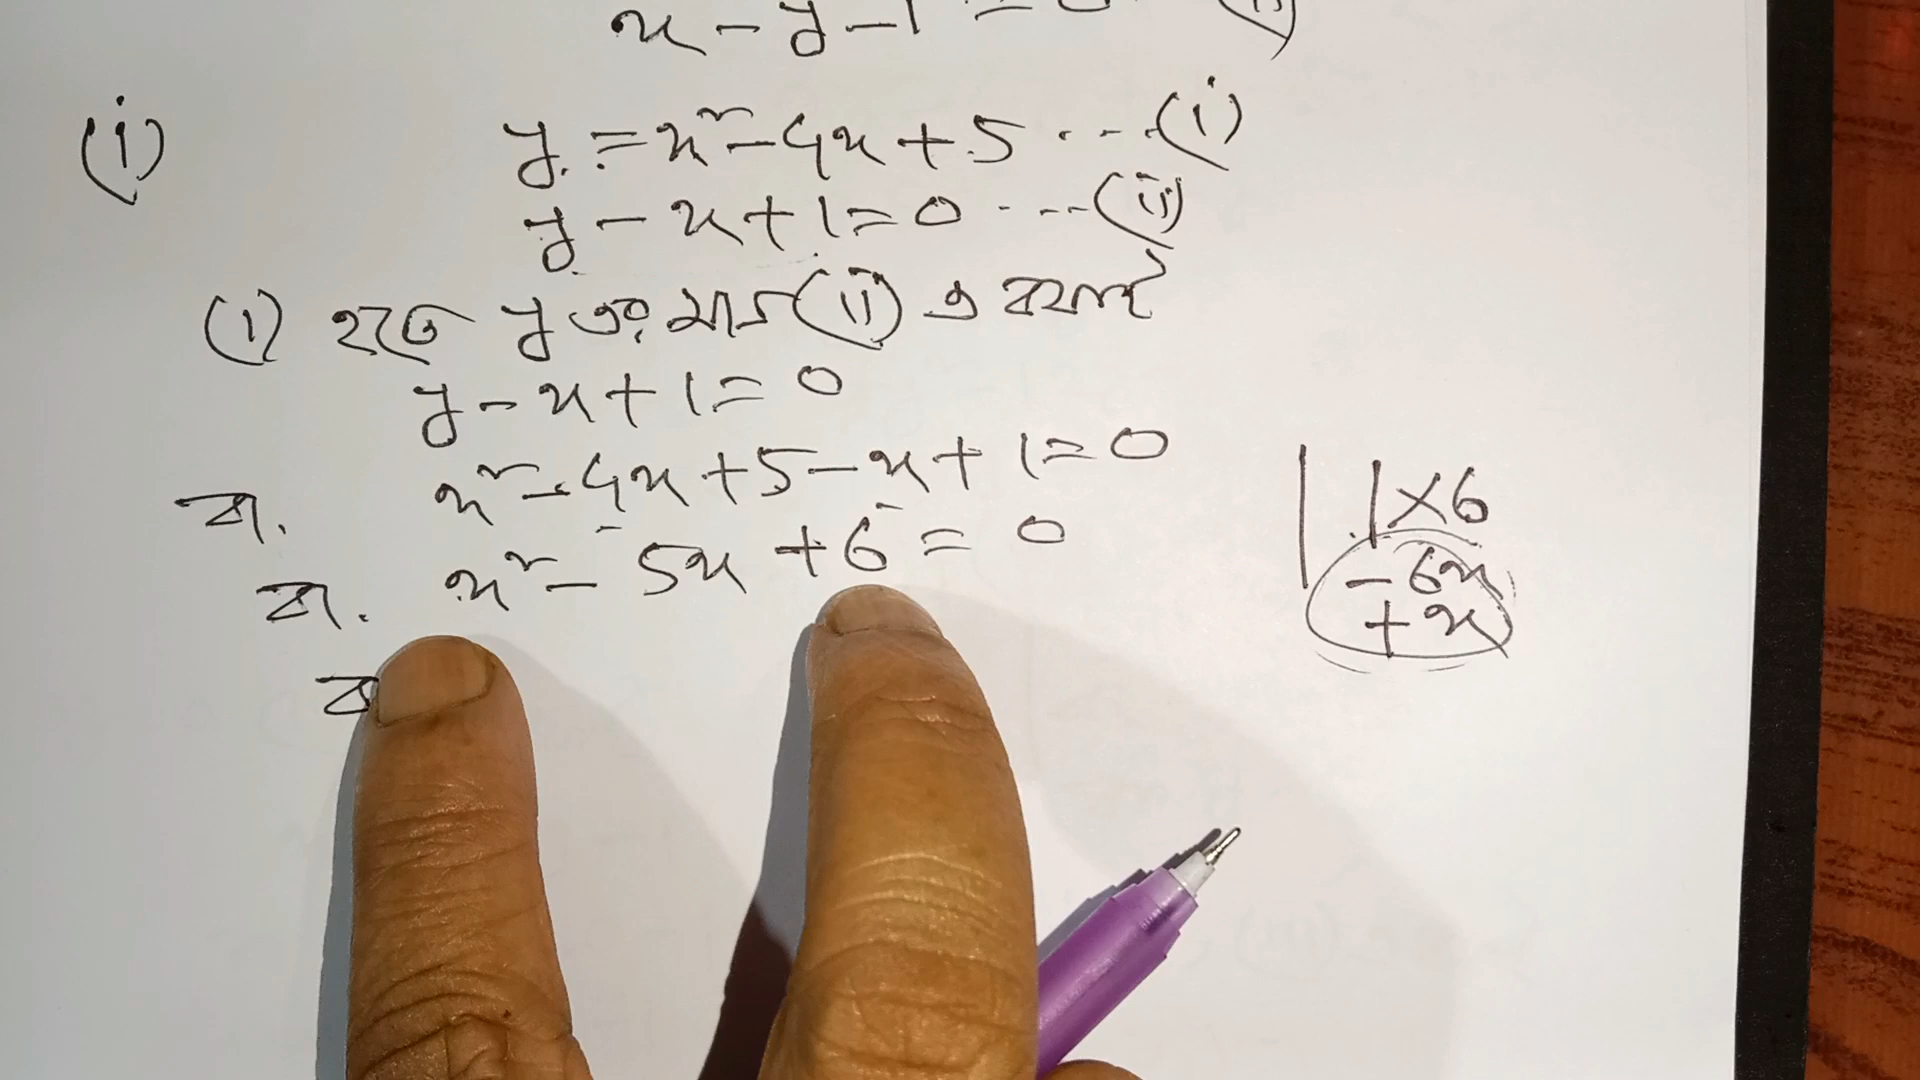 x - y - 1 = 0
(i) y = x² - 4x + 5 ... (i)
y - x + 1 = 0 ... (ii)
(i) হতে y এর মান (ii) এ বসাই
y - x + 1 = 0
বা, x² - 4x + 5 - x + 1 = 0
বা, x² - 5x + 6 = 0
ব
1 × 6
- 6x
+ x